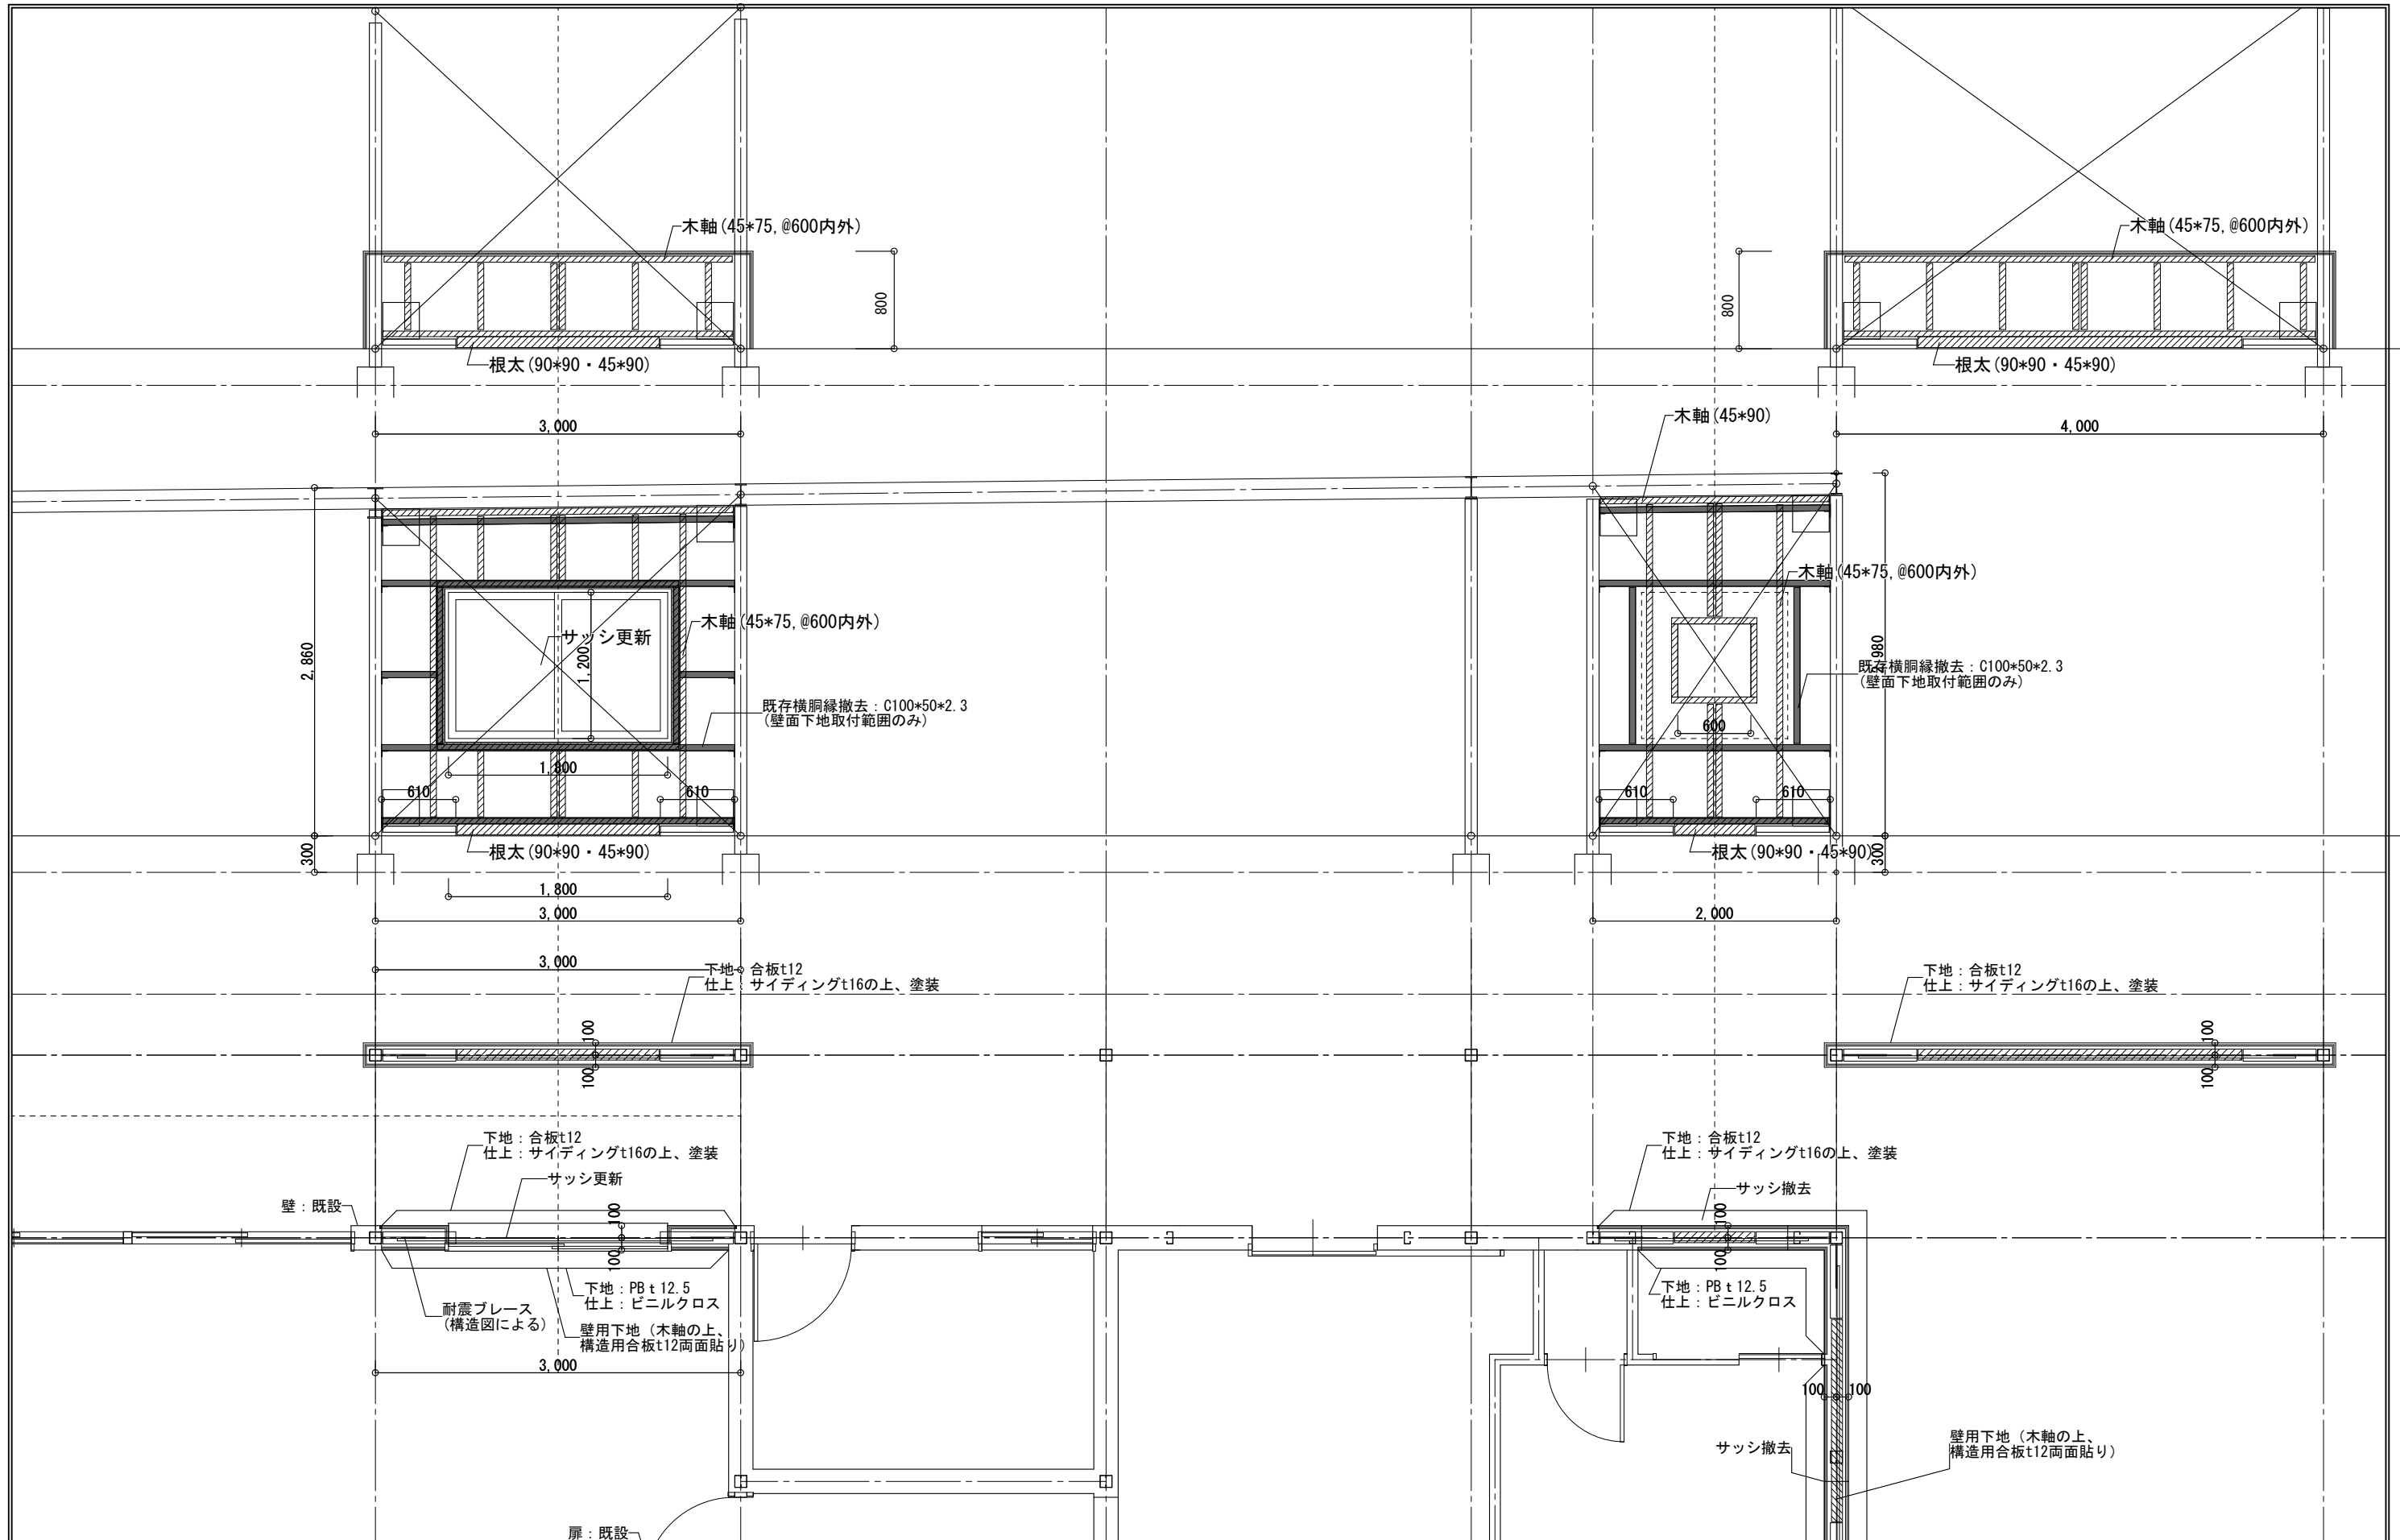 木軸(45*75,@600内外)
木軸(45*75,@600内外)
800
800
根太(90*90・45*90)
根太(90*90・45*90)
3,000
木軸(45*90)
4,000
木軸(45*75,@600内外)
木軸(45*75,@600内外)
サッシ更新
1,200
2,860
2,980
既存横胴縁撤去：C100*50*2.3
(壁面下地取付範囲のみ)
既存横胴縁撤去：C100*50*2.3
(壁面下地取付範囲のみ)
600
1,800
610
610
610
610
300
根太(90*90・45*90)
根太(90*90・45*90)
300
1,800
3,000
2,000
3,000
下地：合板t12
仕上：サイディングt16の上、塗装
下地：合板t12
仕上：サイディングt16の上、塗装
100
100
100
100
下地：合板t12
仕上：サイディングt16の上、塗装
下地：合板t12
仕上：サイディングt16の上、塗装
サッシ更新
サッシ撤去
壁：既設
100
100
100
100
下地：PBｔ12.5
仕上：ビニルクロス
下地：PBｔ12.5
仕上：ビニルクロス
耐震ブレース
(構造図による)
壁用下地（木軸の上、
構造用合板t12両面貼り）
3,000
100
100
サッシ撤去
壁用下地（木軸の上、
構造用合板t12両面貼り）
扉：既設